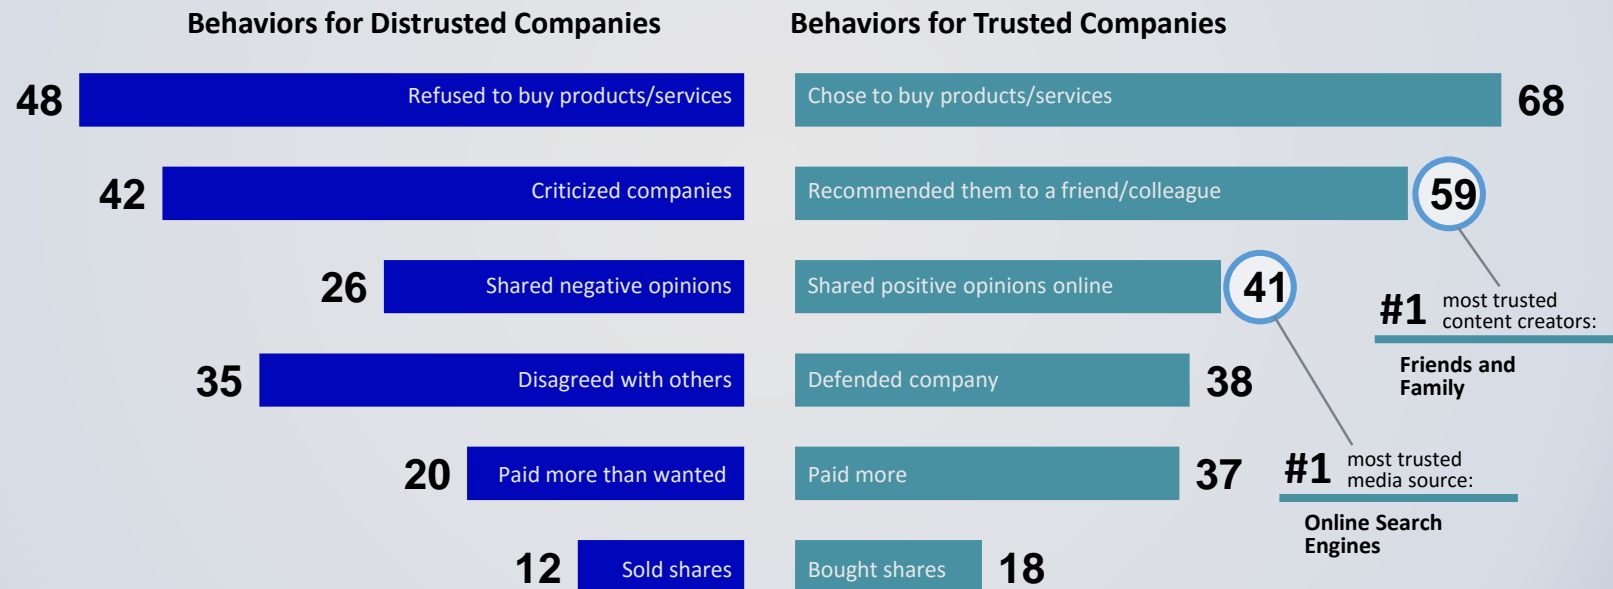 Behaviors for Distrusted Companies
Behaviors for Trusted Companies
48
Refused to buy products/services
Chose to buy products/services
68
42
Criticized companies
Recommended them to a friend/colleague
59
26
Shared negative opinions
Shared positive opinions online
41
#1 most trusted
content creators:
Friends and
Family
35
Disagreed with others
Defended company
38
20
Paid more than wanted
Paid more
37
#1 most trusted
media source:
Online Search
Engines
12
Sold shares
Bought shares
18